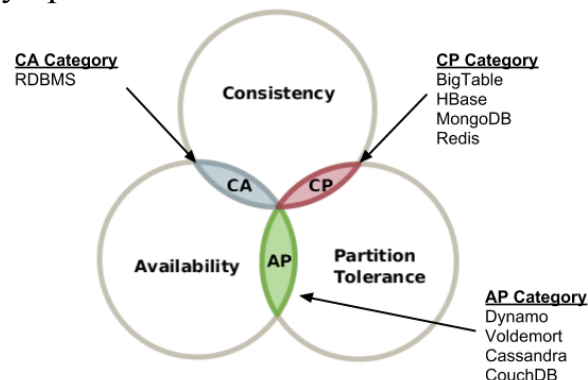 CA Category
RDBMS
CP Category
BigTable
HBase
MongoDB
Redis
Consistency
CA
CP
Availability
AP
Partition
Tolerance
AP Category
Dynamo
Voldemort
Cassandra
CouchDB